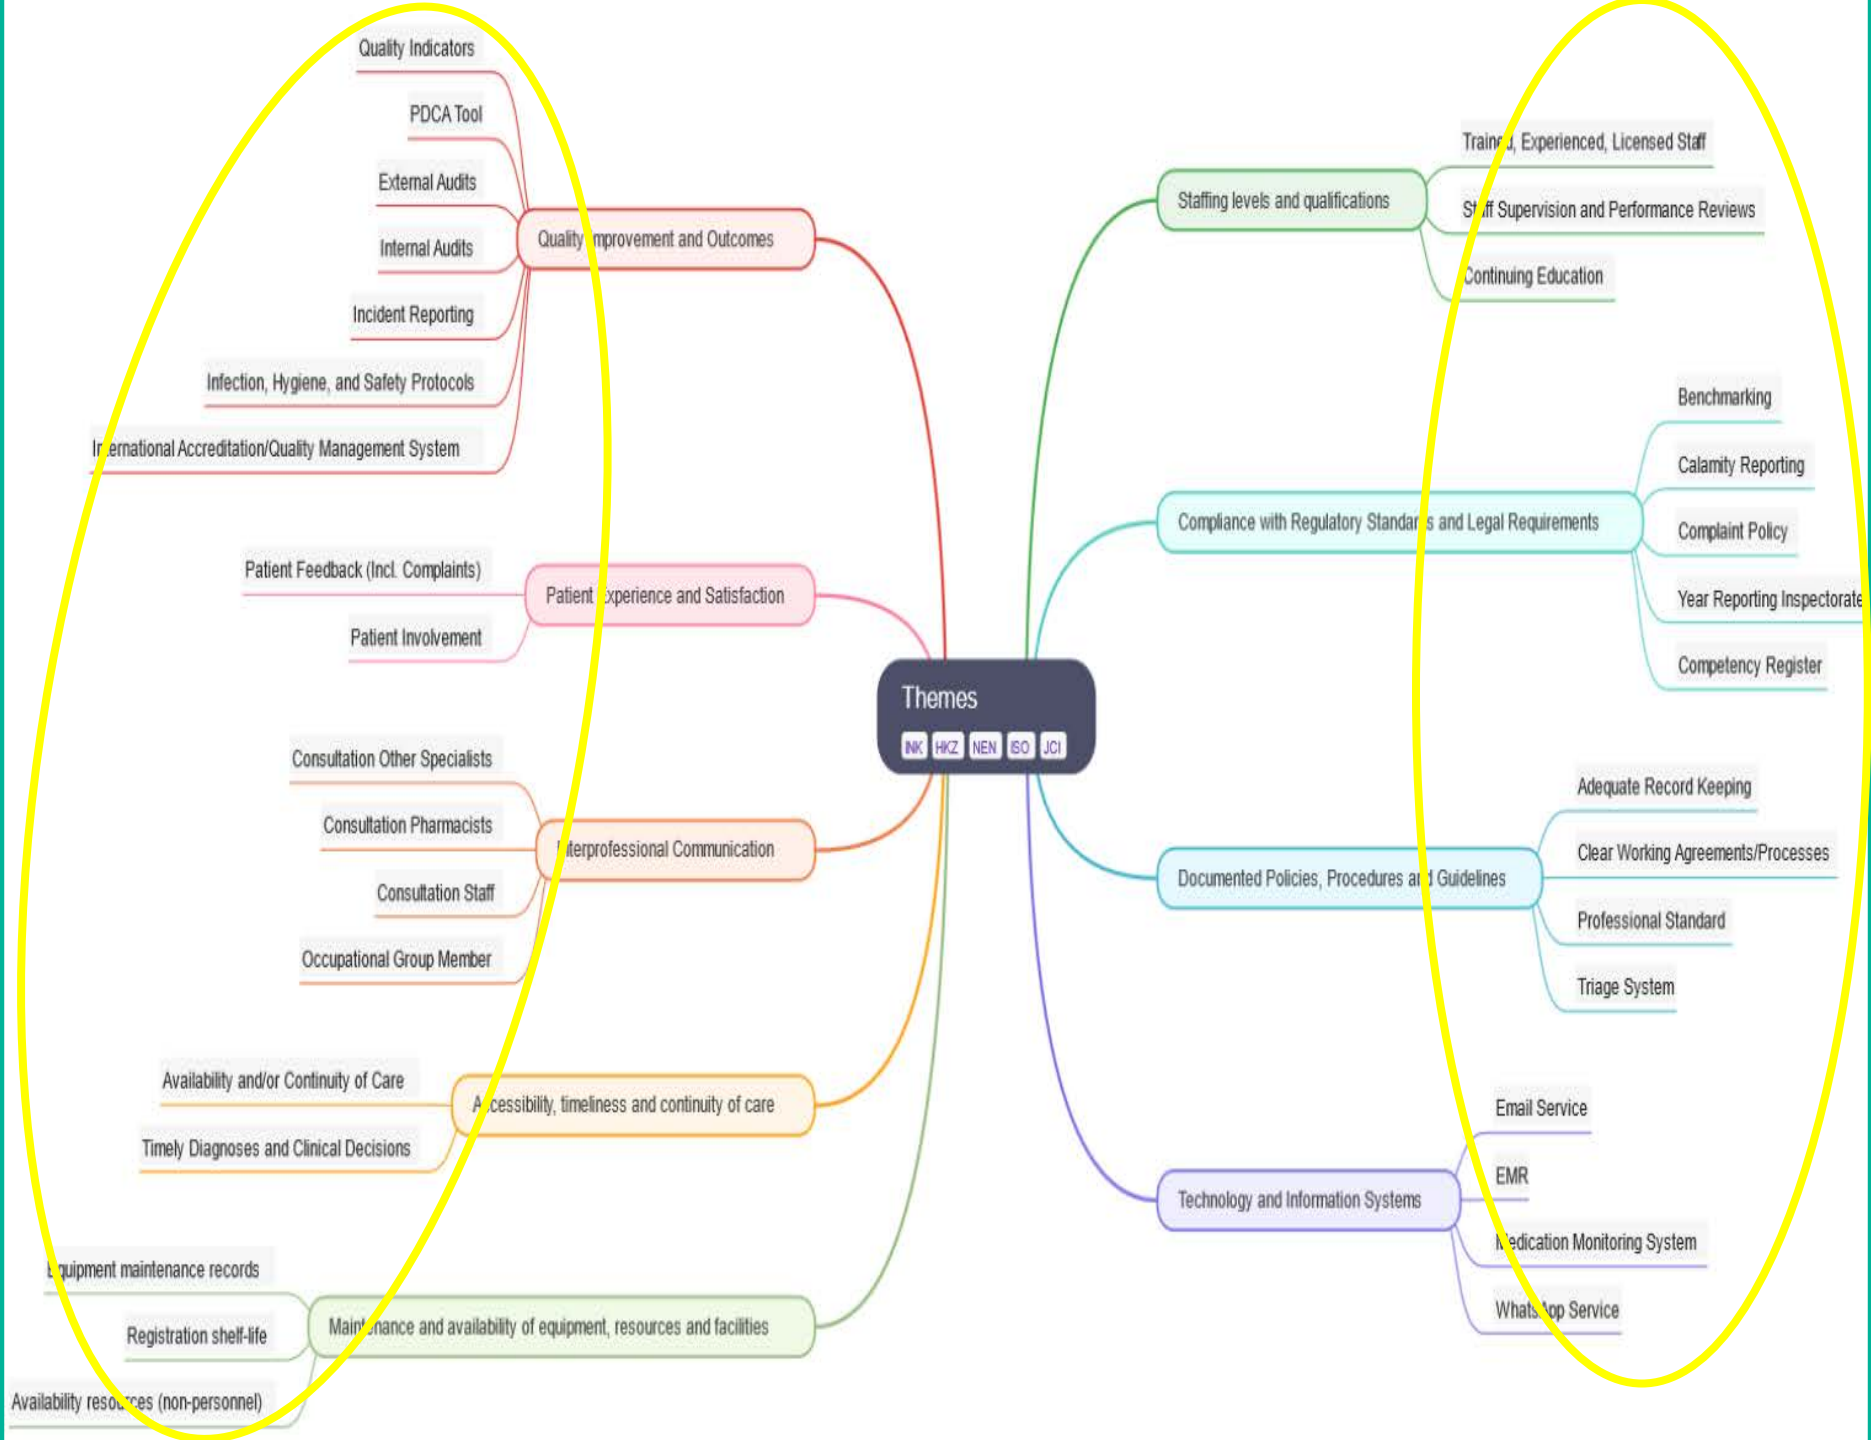 Quality Indicators
PDCA Tool
External Audits
Internal Audits
Incident Reporting
Infection, Hygiene, and Safety Protocols
International Accreditation/Quality Management System
Quality Improvement and Outcomes
Patient Feedback (Incl. Complaints)
Patient Involvement
Patient Experience and Satisfaction
Consultation Other Specialists
Consultation Pharmacists
Consultation Staff
Occupational Group Member
Interprofessional Communication
Availability and/or Continuity of Care
Timely Diagnoses and Clinical Decisions
Accessibility, timeliness and continuity of care
Equipment maintenance records
Registration shelf-life
Availability resources (non-personnel)
Maintenance and availability of equipment, resources and facilities
Themes
INK HKZ NEN ISO JCI
Staffing levels and qualifications
Trained, Experienced, Licensed Staff
Staff Supervision and Performance Reviews
Continuing Education
Compliance with Regulatory Standards and Legal Requirements
Benchmarking
Calamity Reporting
Complaint Policy
Year Reporting Inspectorate
Competency Register
Documented Policies, Procedures and Guidelines
Adequate Record Keeping
Clear Working Agreements/Processes
Professional Standard
Triage System
Technology and Information Systems
Email Service
EMR
Medication Monitoring System
WhatsApp Service